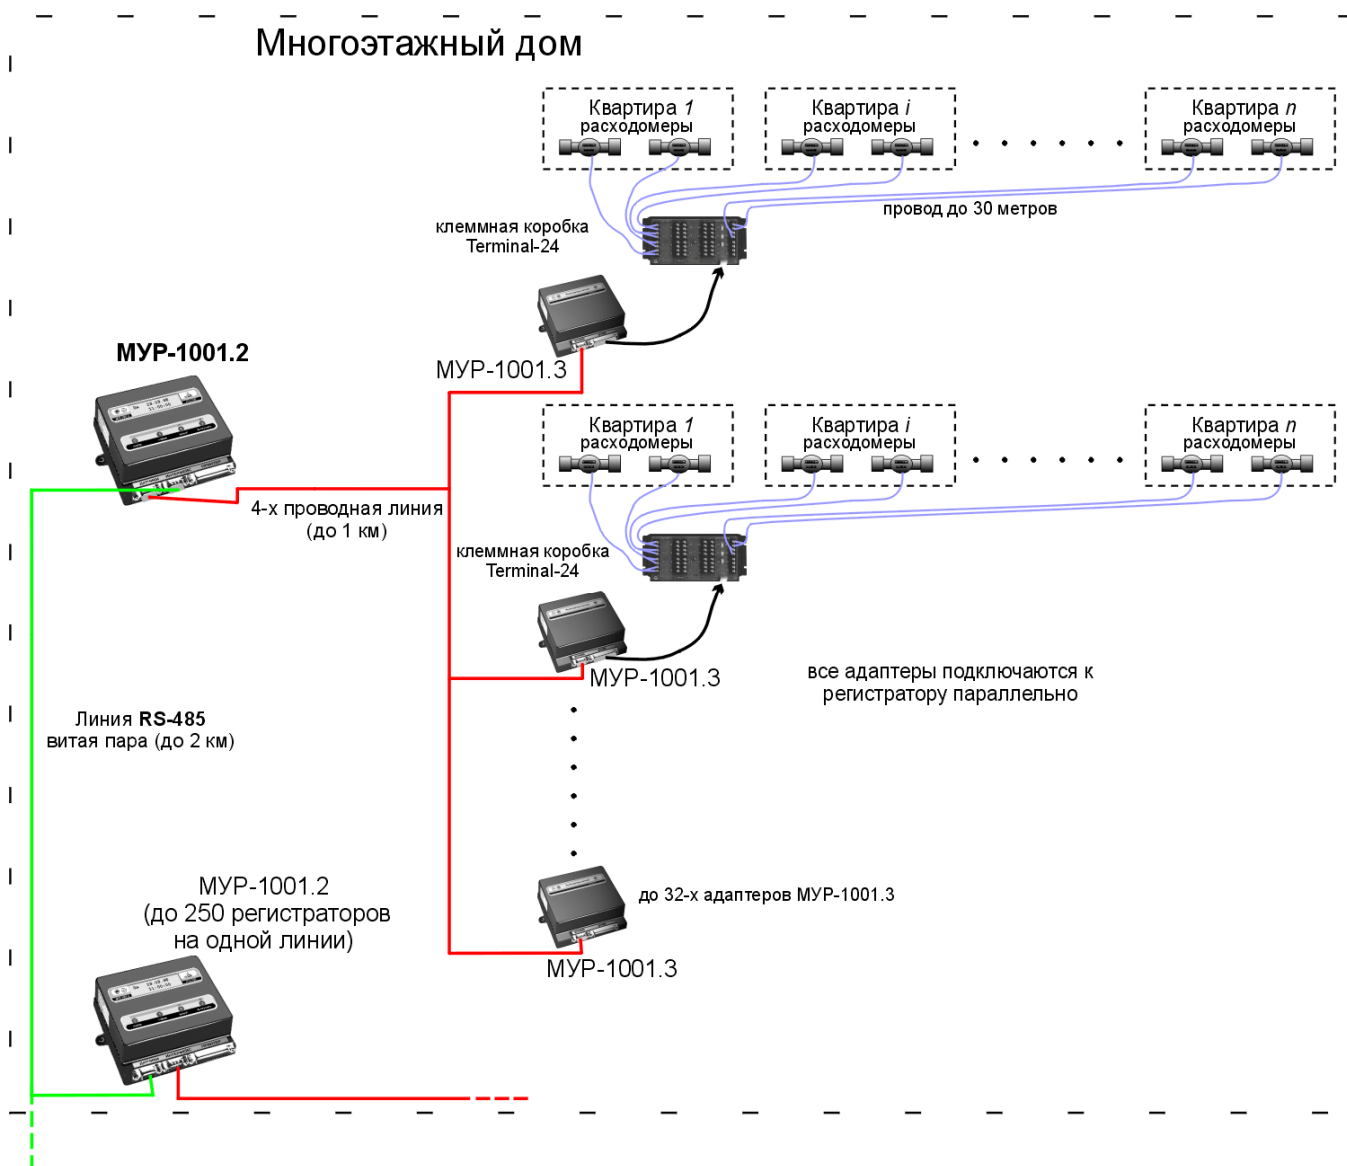 Многоэтажный дом
Квартира 1
расходомеры
Квартира i
расходомеры
Квартира n
расходомеры
провод до 30 метров
клеммная коробка
Terminal-24
МУР-1001.3
МУР-1001.2
Квартира 1
расходомеры
Квартира i
расходомеры
Квартира n
расходомеры
4-х проводная линия
(до 1 км)
клеммная коробка
Terminal-24
МУР-1001.3
все адаптеры подключаются к
регистратору параллельно
Линия RS-485
витая пара (до 2 км)
МУР-1001.2
(до 250 регистраторов
на одной линии)
до 32-х адаптеров МУР-1001.3
МУР-1001.3